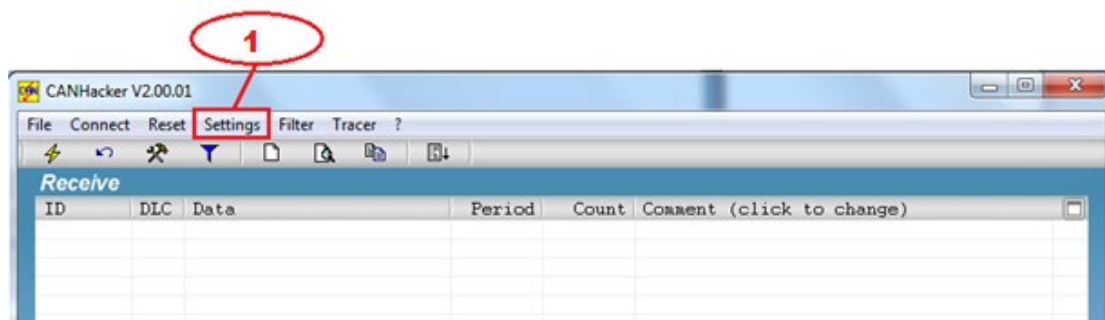 1
CANHacker V2.00.01
File Connect Reset Settings Filter Tracer ?
Receive
ID DLC Data Period Count Comment (click to change)